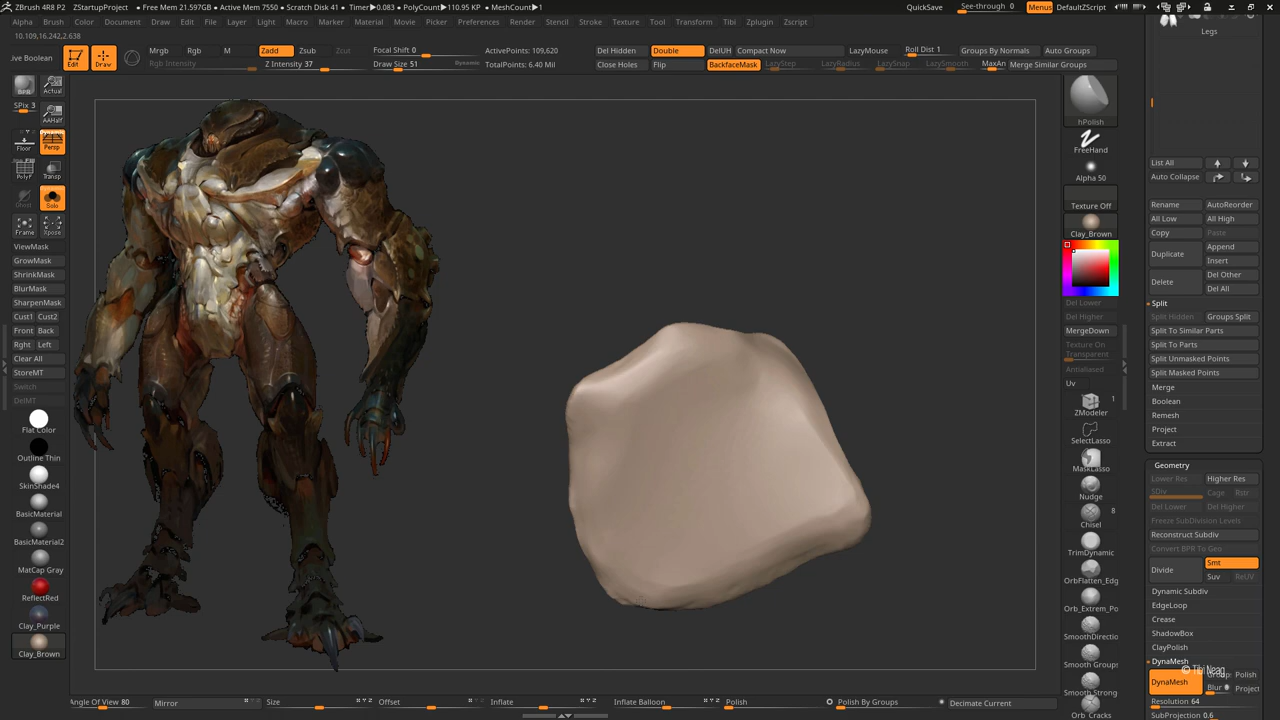 ZBrush 4R8 P2 ZStartupProject • Free Mem 21.597GB • Active Mem 7550 • Scratch Disk 41 • Timer▶0.083 • PolyCount▶110.95 KP • MeshCount▶1 QuickSave See-through 0 Menus DefaultZScript
Alpha Brush Color Document Draw Edit File Layer Light Macro Marker Material Movie Picker Preferences Render Stencil Stroke Texture Tool Transform Tibi Zplugin Zscript
10.109,16.242,2.638
ive Boolean
Edit
Draw
Mrgb Rgb M
Rgb Intensity
Zadd Zsub Zcut
Z Intensity 37
Focal Shift 0
Draw Size 51
Dynamic
ActivePoints: 109,620
TotalPoints: 6.40 Mil
Del Hidden Double DelUH Compact Now LazyMouse Roll Dist 1 Groups By Normals Auto Groups
Close Holes Flip BackfaceMask LazyStep LazyRadius LazySnap LazySmooth MaxAn Merge Similar Groups
BPR
SPix 3
Actual
AAHalf
Floor
Persp
PolyF
Transp
Ghost
Solo
Frame
Xpose
ViewMask
GrowMask
ShrinkMask
BlurMask
SharpenMask
Cust1 Cust2
Front Back
Rght Left
Clear All
StoreMT
Switch
DelMT
Flat Color
Outline Thin
SkinShade4
BasicMaterial
BasicMaterial2
MatCap Gray
ReflectRed
Clay_Purple
Clay_Brown
hPolish
FreeHand
Alpha 50
Texture Off
Clay_Brown
Del Lower
Del Higher
MergeDown
Texture On
Transparent
Antialiased
Uv
1
ZModeler
SelectLasso
MaskLasso
Nudge
8
Chisel
TrimDynamic
OrbFlatten_Edg
Orb_Extrem_Po
SmoothDirectio
Smooth Groups
Smooth Strong
Orb_Cracks
Legs
List All
Auto Collapse
Rename AutoReorder
All Low All High
Copy Paste
Duplicate
Append
Insert
Delete
Del Other
Del All
Split
Split Hidden Groups Split
Split To Similar Parts
Split To Parts
Split Unmasked Points
Split Masked Points
Merge
Boolean
Remesh
Project
Extract
Geometry
Lower Res Higher Res
SDiv Cage Rstr
Del Lower Del Higher
Freeze SubDivision Levels
Reconstruct Subdiv
Convert BPR To Geo
Divide
Smt
Suv ReUV
Dynamic Subdiv
EdgeLoop
Crease
ShadowBox
ClayPolish
DynaMesh
© Tibi Neag
DynaMesh
Polish
Blur Project
Resolution 64
SubProjection 0.6
Angle Of View 80 Mirror Size Offset Inflate Inflate Balloon Polish Polish By Groups Decimate Current